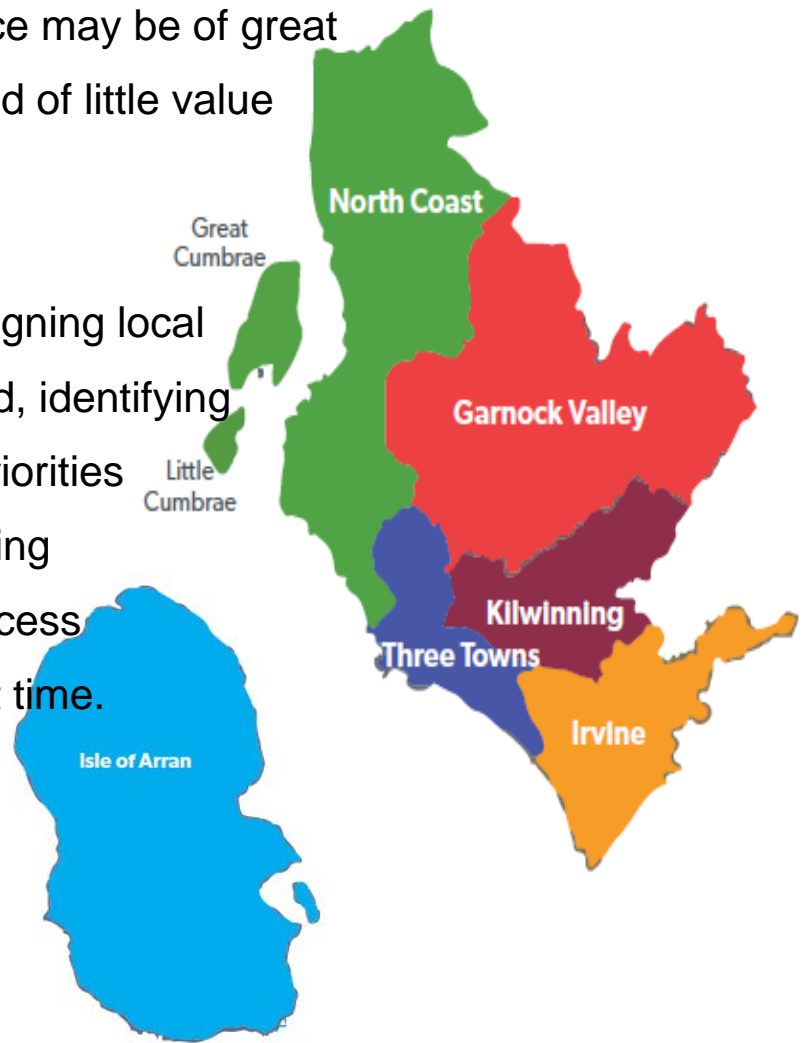 ce may be of great
d of little value
North Coast
Great
Cumbrae
gning local
d, identifying
Garnock Valley
iorities
Little
Cumbrae
ing
Kilwinning
cess
Three Towns
t time.
Irvine
Isle of Arran